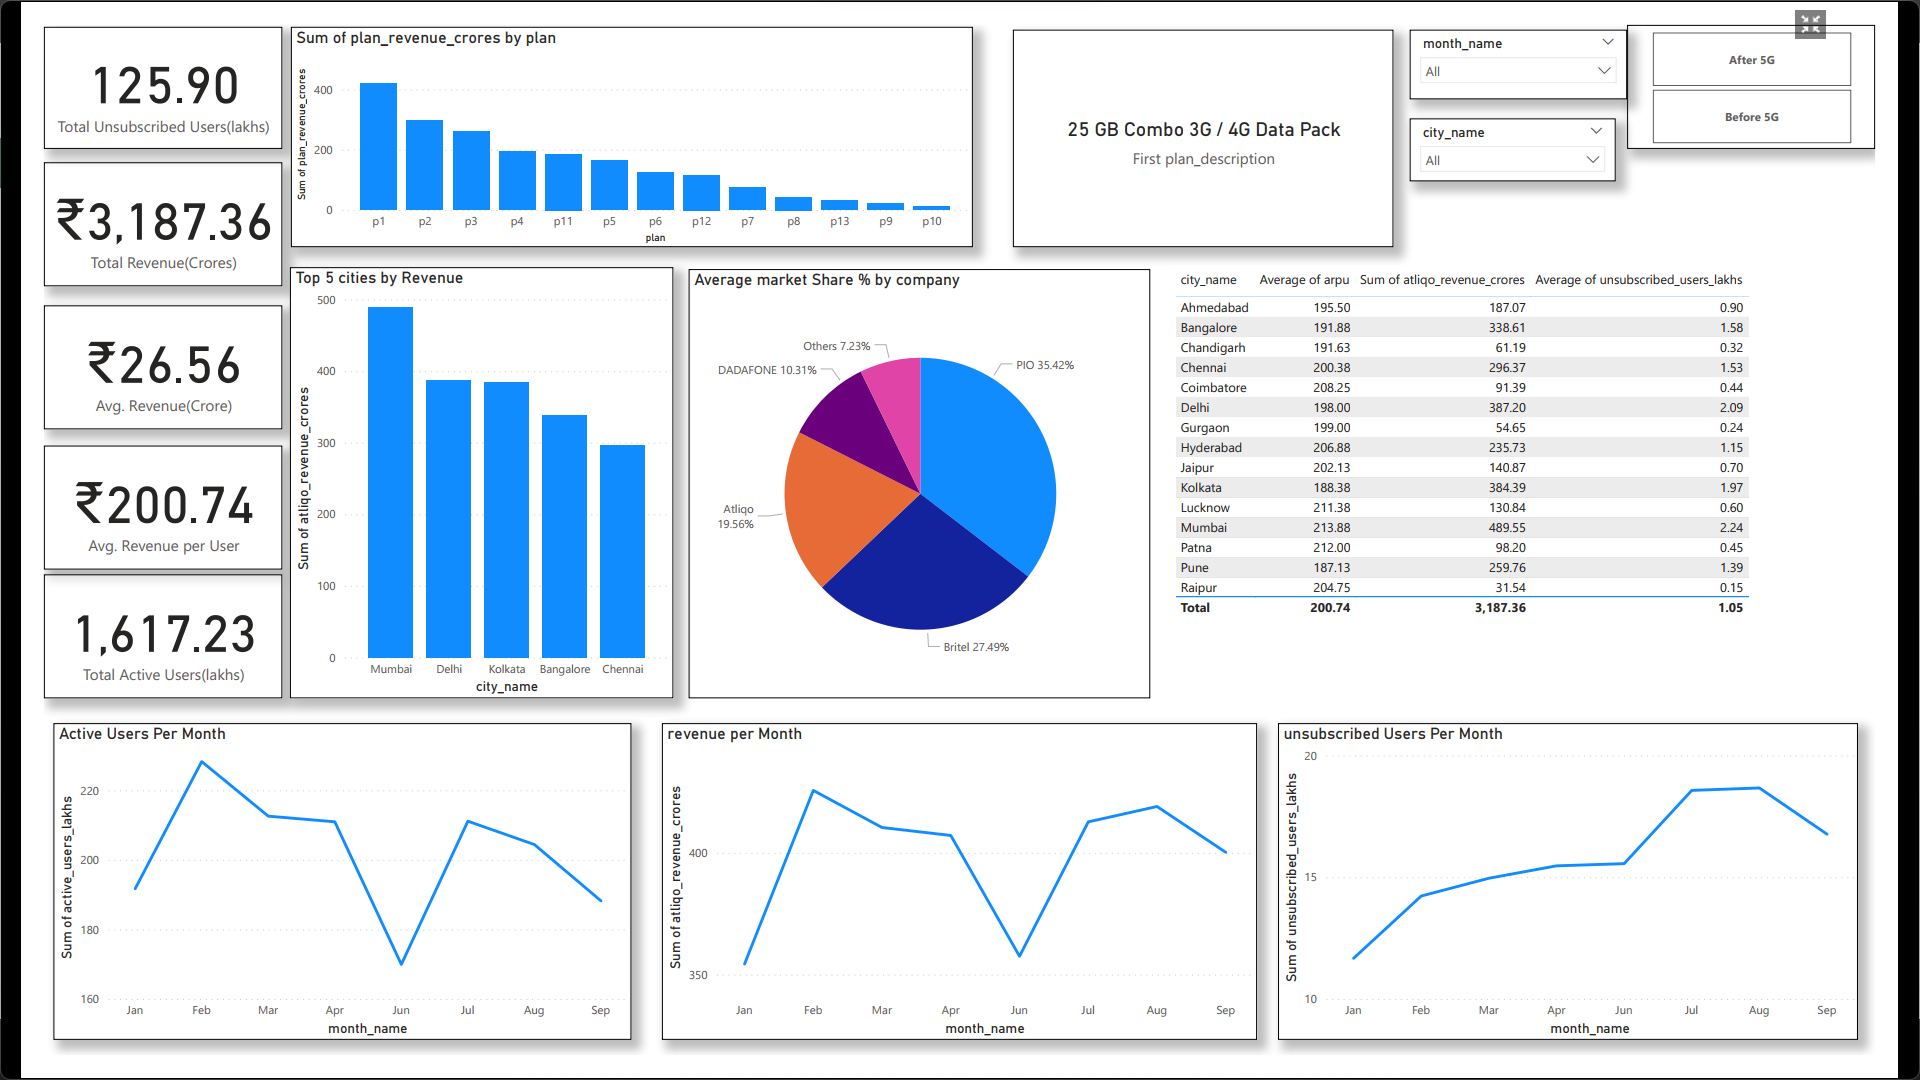 125.90
Total Unsubscribed Users(lakhs)
₹3,187.36
Total Revenue(Crores)
₹26.56
Avg. Revenue(Crore)
₹200.74
Avg. Revenue per User
1,617.23
Total Active Users(lakhs)
Sum of plan_revenue_crores by plan
Sum of plan_revenue_crores
400
200
0
p1 p2 p3 p4 p11 p5 p6 p12 p7 p8 p13 p9 p10
plan
25 GB Combo 3G / 4G Data Pack
First plan_description
month_name
All
city_name
All
After 5G
Before 5G
Top 5 cities by Revenue
Sum of atliqo_revenue_crores
500
400
300
200
100
0
Mumbai Delhi Kolkata Bangalore Chennai
city_name
Average market Share % by company
Others 7.23%
DADAFONE 10.31%
PIO 35.42%
Atliqo
19.56%
Britel 27.49%
city_name Average of arpu Sum of atliqo_revenue_crores Average of unsubscribed_users_lakhs
Ahmedabad 195.50 187.07 0.90
Bangalore 191.88 338.61 1.58
Chandigarh 191.63 61.19 0.32
Chennai 200.38 296.37 1.53
Coimbatore 208.25 91.39 0.44
Delhi 198.00 387.20 2.09
Gurgaon 199.00 54.65 0.24
Hyderabad 206.88 235.73 1.15
Jaipur 202.13 140.87 0.70
Kolkata 188.38 384.39 1.97
Lucknow 211.38 130.84 0.60
Mumbai 213.88 489.55 2.24
Patna 212.00 98.20 0.45
Pune 187.13 259.76 1.39
Raipur 204.75 31.54 0.15
Total 200.74 3,187.36 1.05
Active Users Per Month
Sum of active_users_lakhs
220
200
180
160
Jan Feb Mar Apr Jun Jul Aug Sep
month_name
revenue per Month
Sum of atliqo_revenue_crores
400
350
Jan Feb Mar Apr Jun Jul Aug Sep
month_name
unsubscribed Users Per Month
Sum of unsubscribed_users_lakhs
20
15
10
Jan Feb Mar Apr Jun Jul Aug Sep
month_name